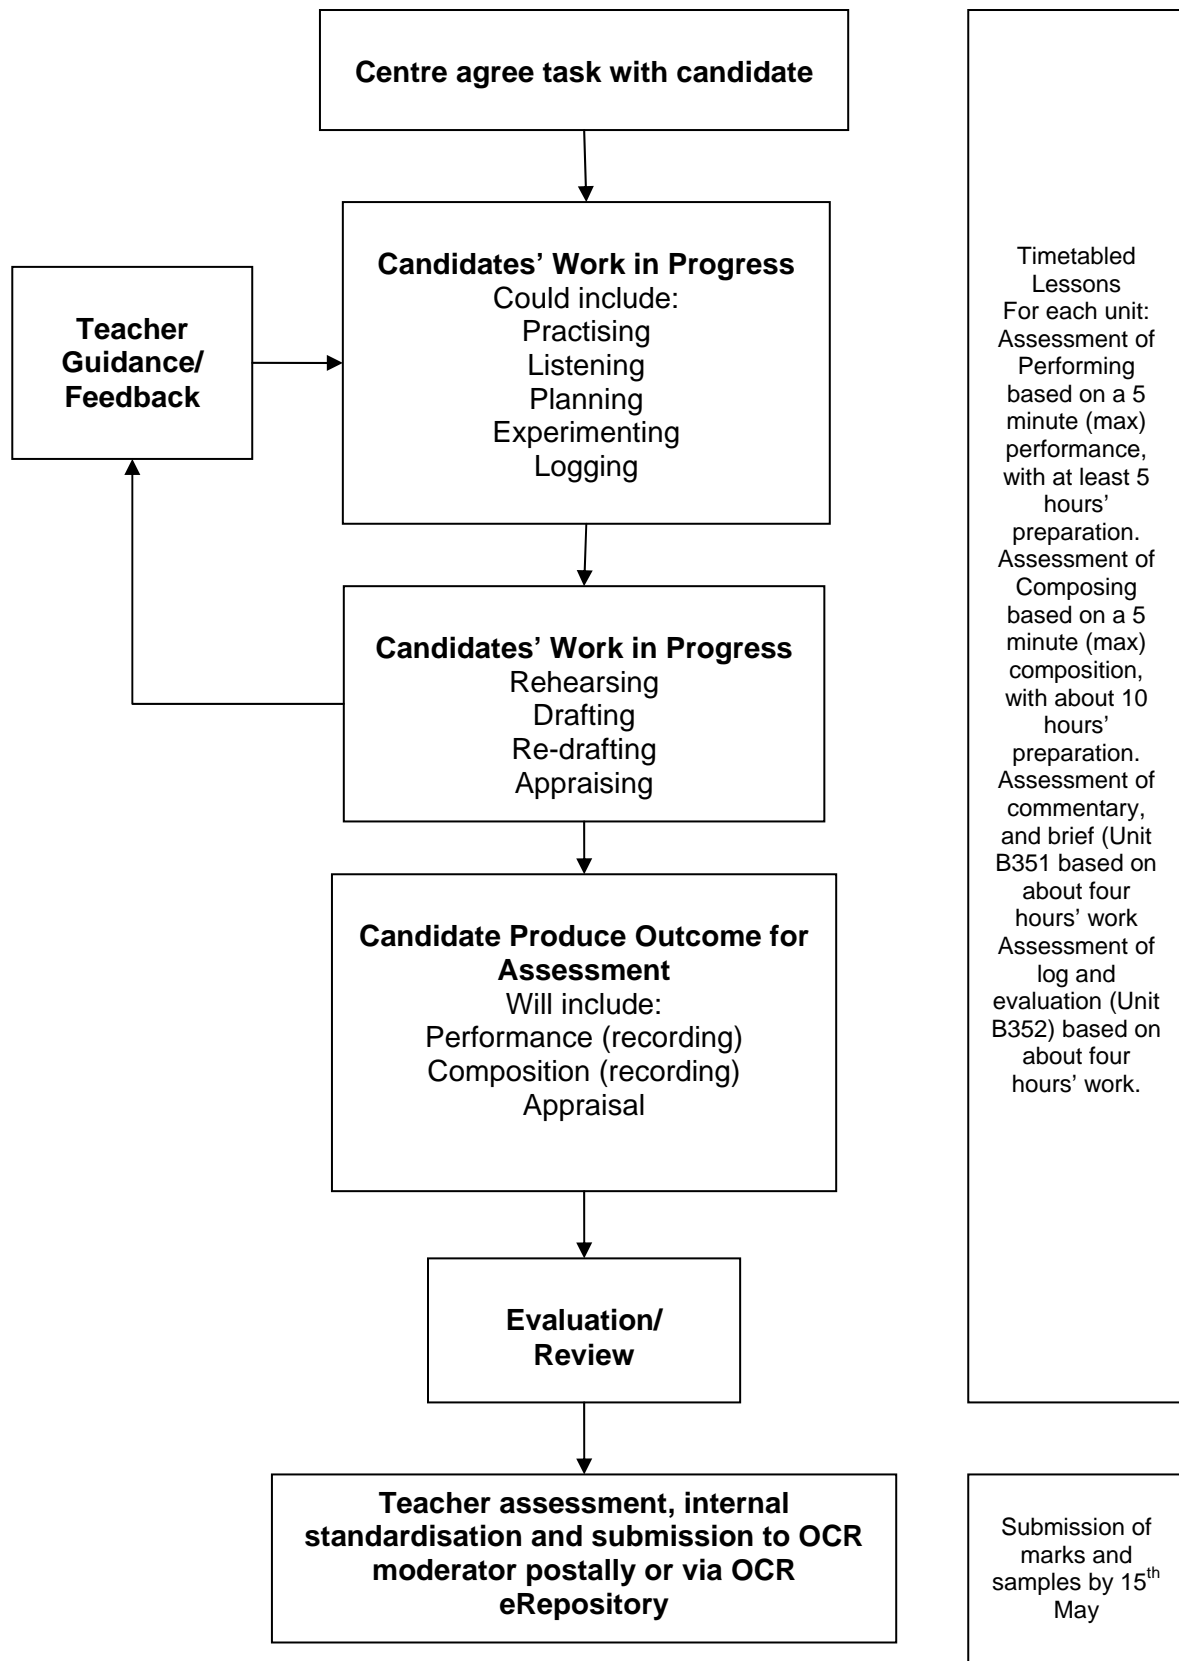 Centre agree task with candidate
Candidates' Work in Progress
Could include:
Practising
Listening
Planning
Experimenting
Logging
Teacher
Guidance/
Feedback
Candidates' Work in Progress
Rehearsing
Drafting
Re-drafting
Appraising
Candidate Produce Outcome for
Assessment
Will include:
Performance (recording)
Composition (recording)
Appraisal
Evaluation/
Review
Teacher assessment, internal
standardisation and submission to OCR
moderator postally or via OCR
eRepository
Timetabled
Lessons
For each unit:
Assessment of
Performing
based on a 5
minute (max)
performance,
with at least 5
hours'
preparation.
Assessment of
Composing
based on a 5
minute (max)
composition,
with about 10
hours'
preparation.
Assessment of
commentary,
and brief (Unit
B351 based on
about four
hours' work
Assessment of
log and
evaluation (Unit
B352) based on
about four
hours' work.
Submission of
marks and
samples by 15th
May